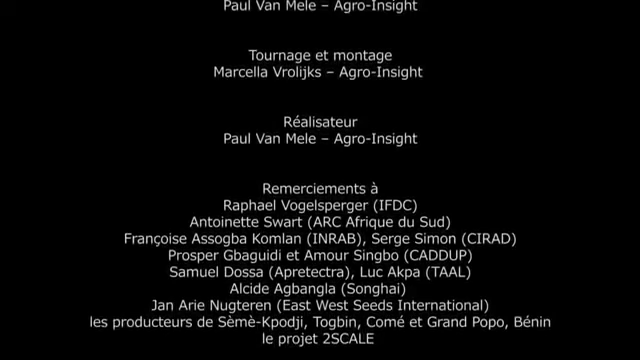 Paul Van Mele – Agro-Insight
Tournage et montage
Marcella Vrolijks – Agro-Insight
Réalisateur
Paul Van Mele – Agro-Insight
Remerciements à
Raphael Vogelsperger (IFDC)
Antoinette Swart (ARC Afrique du Sud)
Françoise Assogba Komlan (INRAB), Serge Simon (CIRAD)
Prosper Gbaguidi et Amour Singbo (CADDUP)
Samuel Dossa (Apretectra), Luc Akpa (TAAL)
Alcide Agbangla (Songhai)
Jan Arie Nugteren (East West Seeds International)
les producteurs de Sèmè-Kpodji, Togbin, Comé et Grand Popo, Bénin
le projet 2SCALE